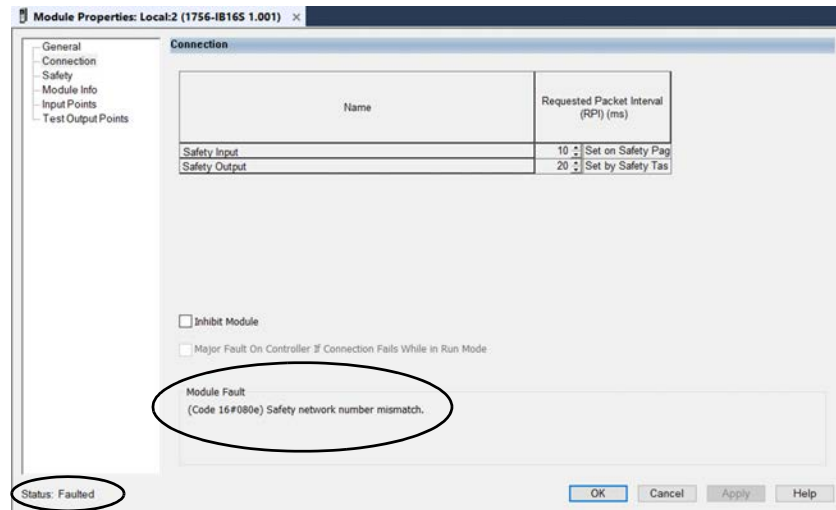 Module Properties: Local:2 (1756-IB16S 1.001) ×
General
Connection
Safety
Module Info
Input Points
Test Output Points
Connection
Name
Requested Packet Interval
(RPI) (ms)
Safety Input 10 Set on Safety Pag
Safety Output 20 Set by Safety Tas
Inhibit Module
Major Fault On Controller If Connection Fails While in Run Mode
Module Fault
(Code 16#080e) Safety network number mismatch.
Status: Faulted
OK Cancel Apply Help